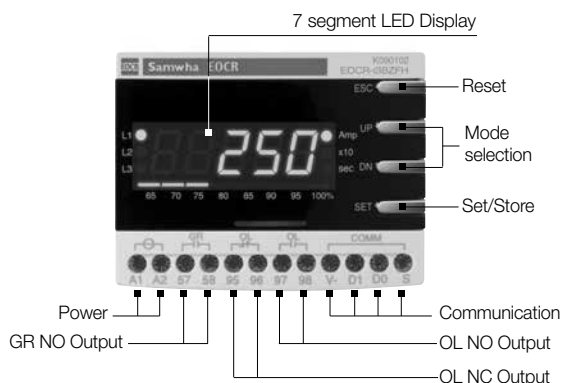 7 segment LED Display
EOCR Samwha EOCR
K090102
EOCR-GBZFH
ESC
Reset
L1
L2
L3
250
Amp
x10
sec
UP
DN
Mode
selection
65 70 75 80 85 90 95 100%
SET
Set/Store
GR OL OL COMM
A1 A2 57 58 95 96 97 98 V- D1 D0 S
Power
Communication
GR NO Output
OL NO Output
OL NC Output